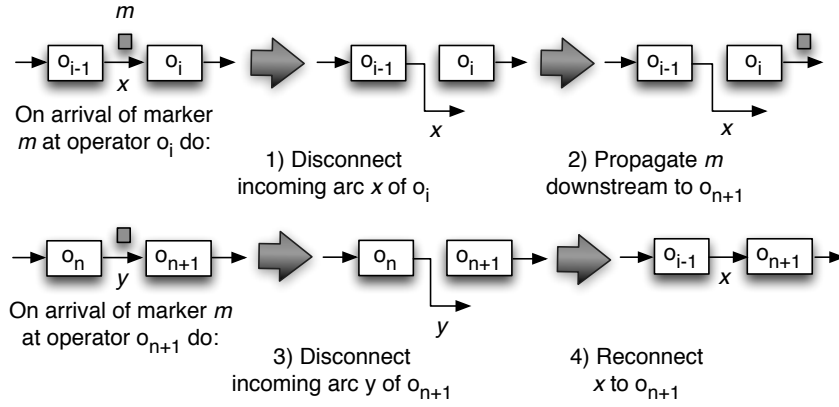 m
o_{i-1} o_i o_{i-1} o_i o_{i-1} o_i
x
x
x
On arrival of marker
m at operator o_i do:
1) Disconnect
incoming arc x of o_i
2) Propagate m
downstream to o_{n+1}
o_n o_{n+1} o_n o_{n+1} o_{i-1} o_{n+1}
y
y
x
On arrival of marker m
at operator o_{n+1} do:
3) Disconnect
incoming arc y of o_{n+1}
4) Reconnect
x to o_{n+1}